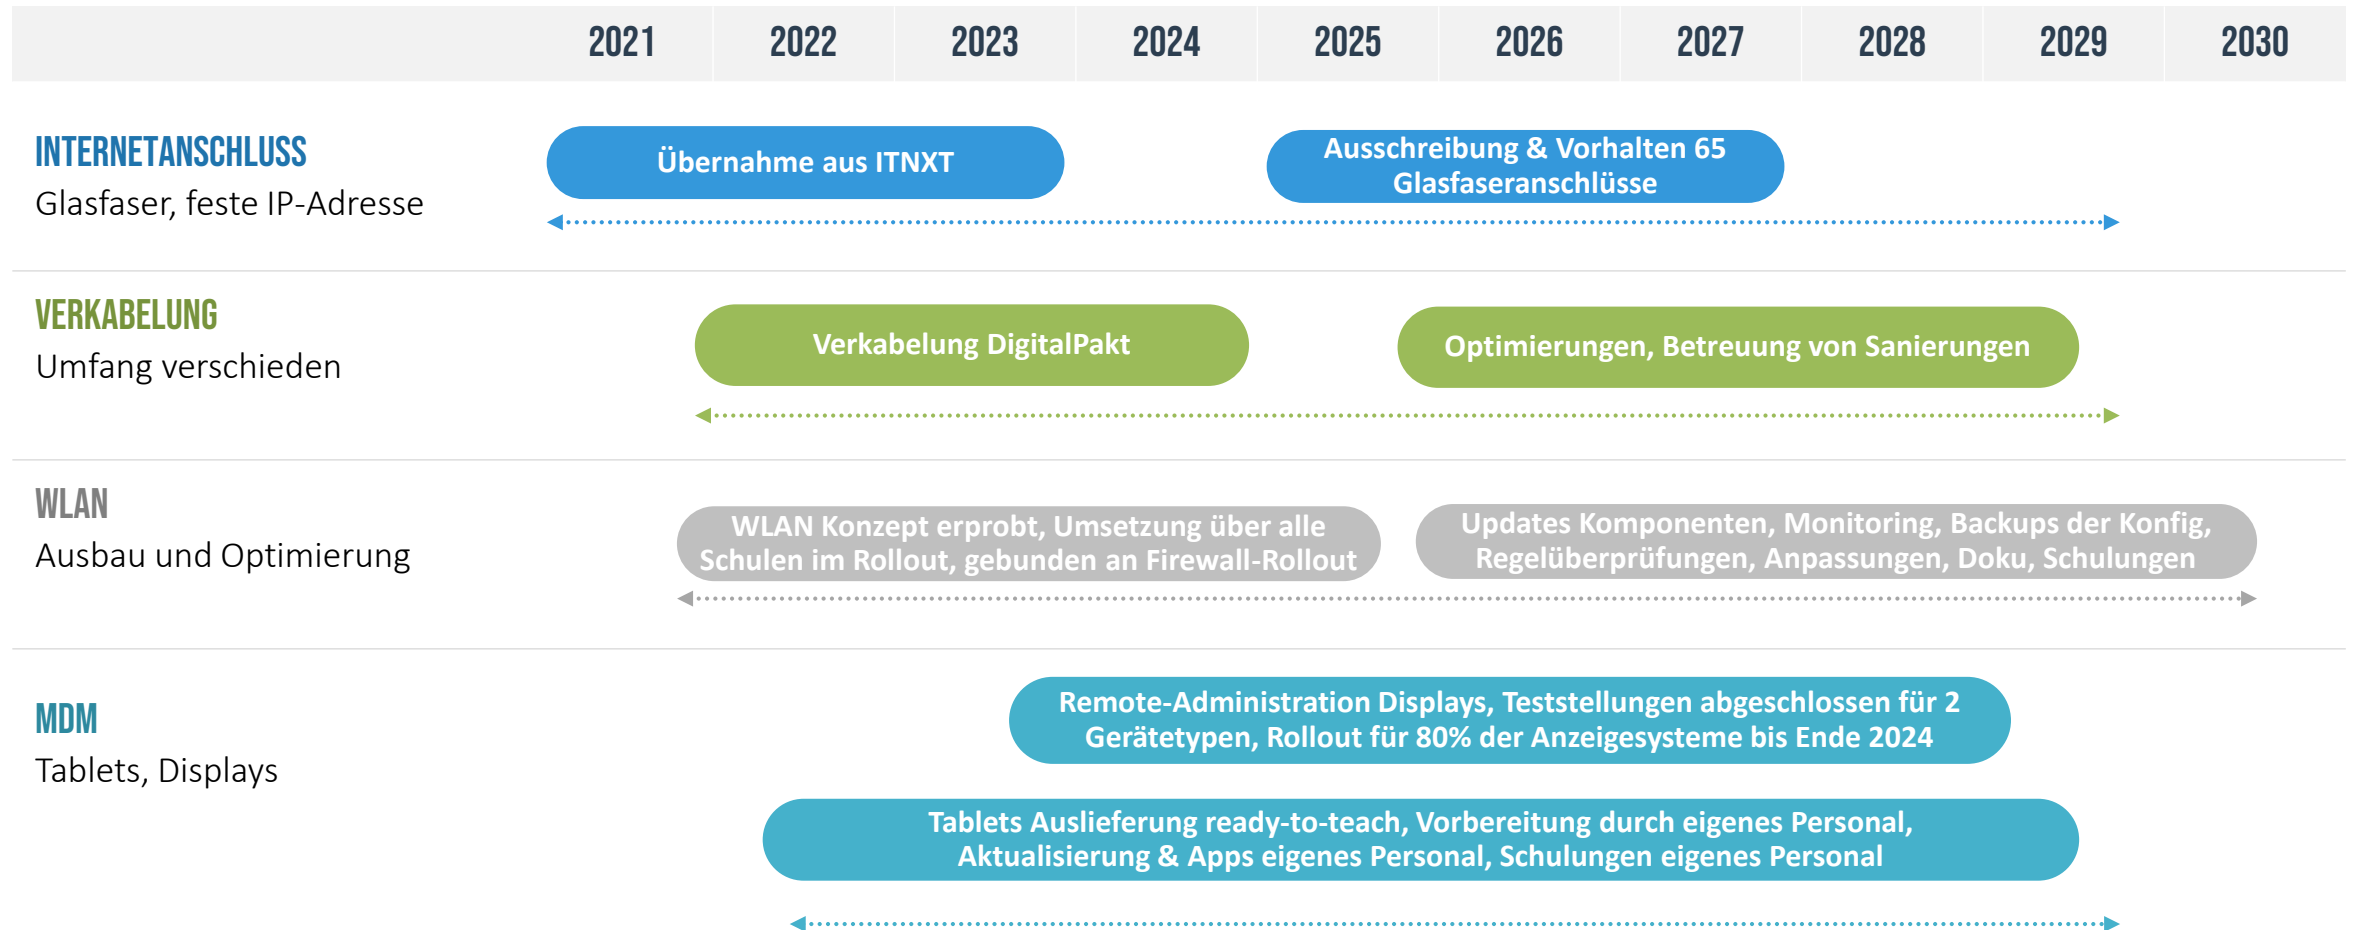 2021 2022 2023 2024 2025 2026 2027 2028 2029 2030
INTERNETANSCHLUSS
Glasfaser, feste IP-Adresse
Übernahme aus ITNXT
Ausschreibung & Vorhalten 65
Glasfaseranschlüsse
VERKABELUNG
Umfang verschieden
Verkabelung DigitalPakt
Optimierungen, Betreuung von Sanierungen
WLAN
Ausbau und Optimierung
WLAN Konzept erprobt, Umsetzung über alle
Schulen im Rollout, gebunden an Firewall-Rollout
Updates Komponenten, Monitoring, Backups der Konfig,
Regelüberprüfungen, Anpassungen, Doku, Schulungen
MDM
Tablets, Displays
Remote-Administration Displays, Teststellungen abgeschlossen für 2
Gerätetypen, Rollout für 80% der Anzeigesysteme bis Ende 2024
Tablets Auslieferung ready-to-teach, Vorbereitung durch eigenes Personal,
Aktualisierung & Apps eigenes Personal, Schulungen eigenes Personal